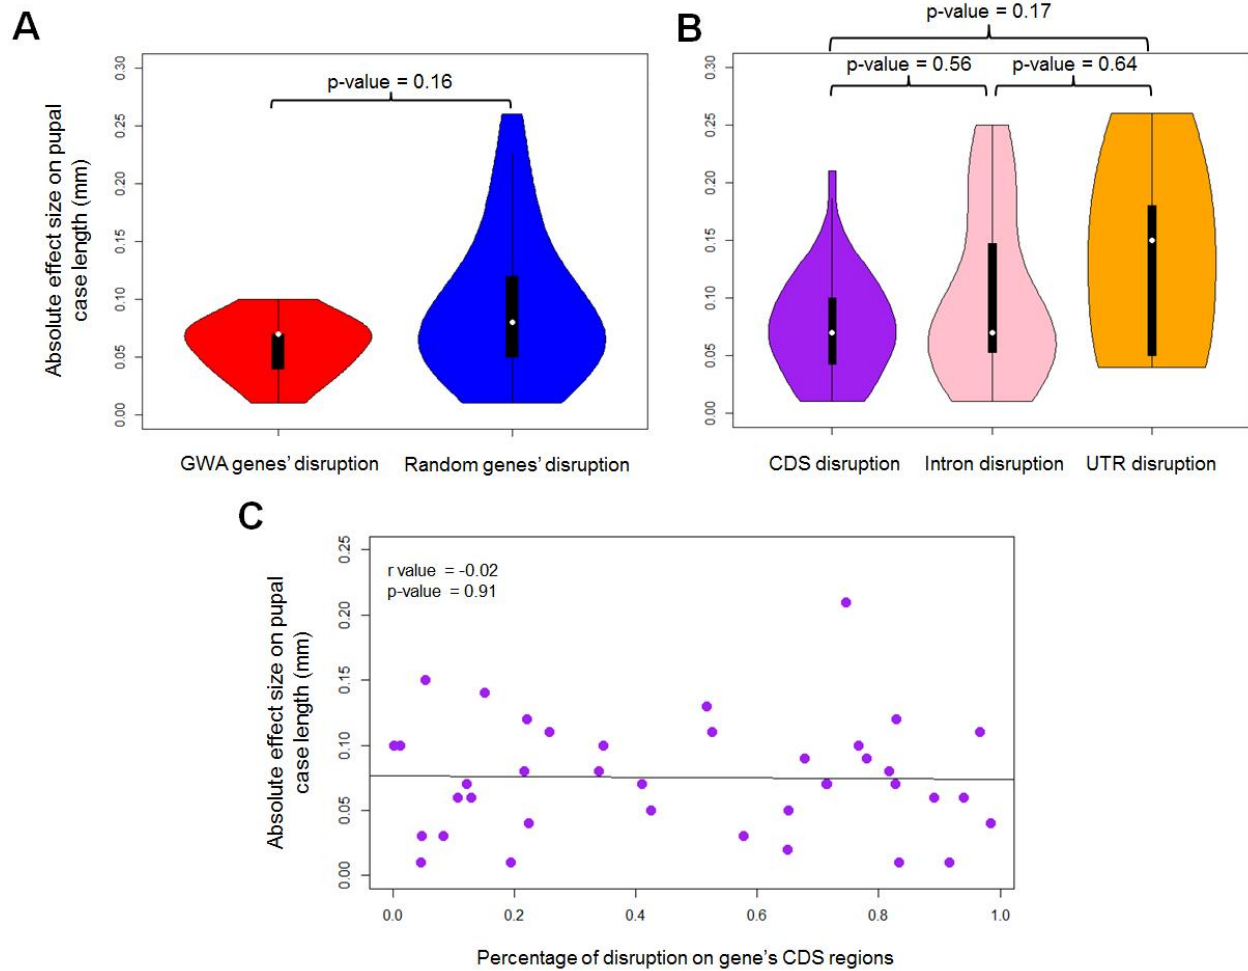 A
Absolute effect size on pupal
case length (mm)
0.30
0.25
0.20
0.15
0.10
0.05
0.00
p-value = 0.16
GWA genes’ disruption
Random genes’ disruption
B
p-value = 0.17
p-value = 0.56
p-value = 0.64
0.30
0.25
0.20
0.15
0.10
0.05
0.00
CDS disruption
Intron disruption
UTR disruption
C
Absolute effect size on pupal
case length (mm)
0.25
0.20
0.15
0.10
0.05
0.00
r value = -0.02
p-value = 0.91
0.0 0.2 0.4 0.6 0.8 1.0
Percentage of disruption on gene’s CDS regions